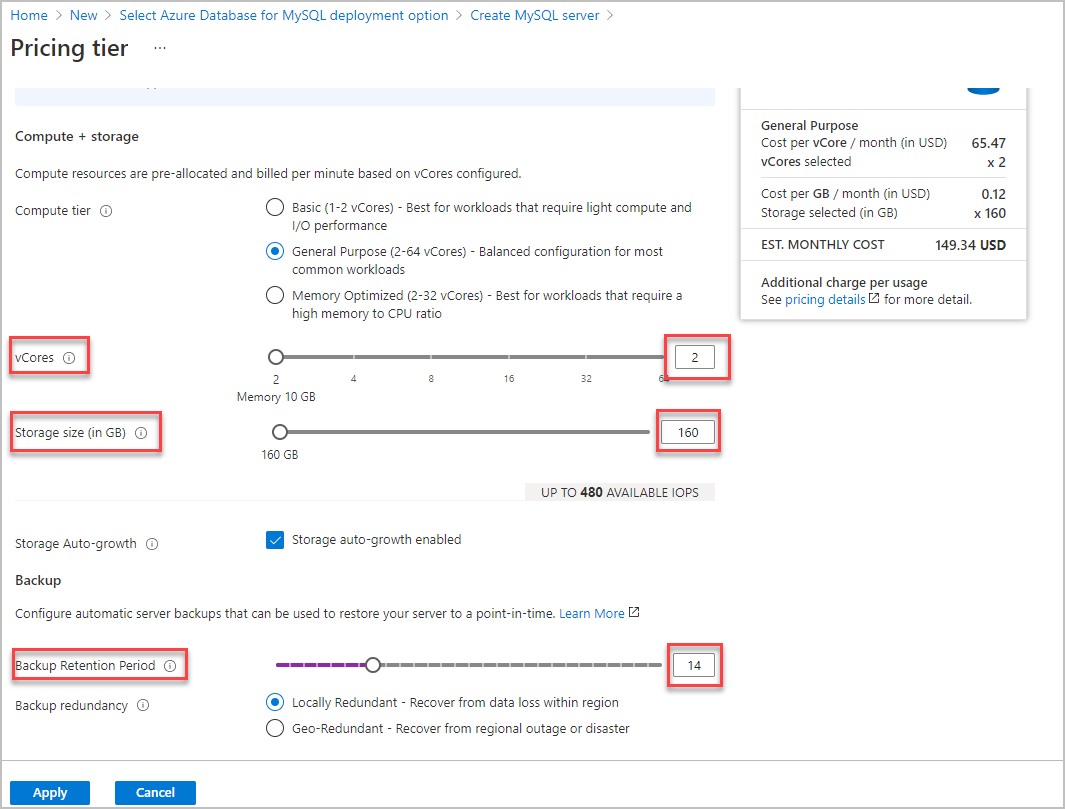 Home > New > Select Azure Database for MySQL deployment option > Create MySQL server >
Pricing tier ...
Compute + storage
Compute resources are pre-allocated and billed per minute based on vCores configured.
Compute tier
Basic (1-2 vCores) - Best for workloads that require light compute and
I/O performance
General Purpose (2-64 vCores) - Balanced configuration for most
common workloads
Memory Optimized (2-32 vCores) - Best for workloads that require a
high memory to CPU ratio
vCores
2
2 4 8 16 32
Memory 10 GB
Storage size (in GB)
160
160 GB
UP TO 480 AVAILABLE IOPS
Storage Auto-growth
Storage auto-growth enabled
Backup
Configure automatic server backups that can be used to restore your server to a point-in-time. Learn More
Backup Retention Period
14
Backup redundancy
Locally Redundant - Recover from data loss within region
Geo-Redundant - Recover from regional outage or disaster
Apply Cancel
General Purpose
Cost per vCore / month (in USD) 65.47
vCores selected x 2
Cost per GB / month (in USD) 0.12
Storage selected (in GB) x 160
EST. MONTHLY COST 149.34 USD
Additional charge per usage
See pricing details for more detail.